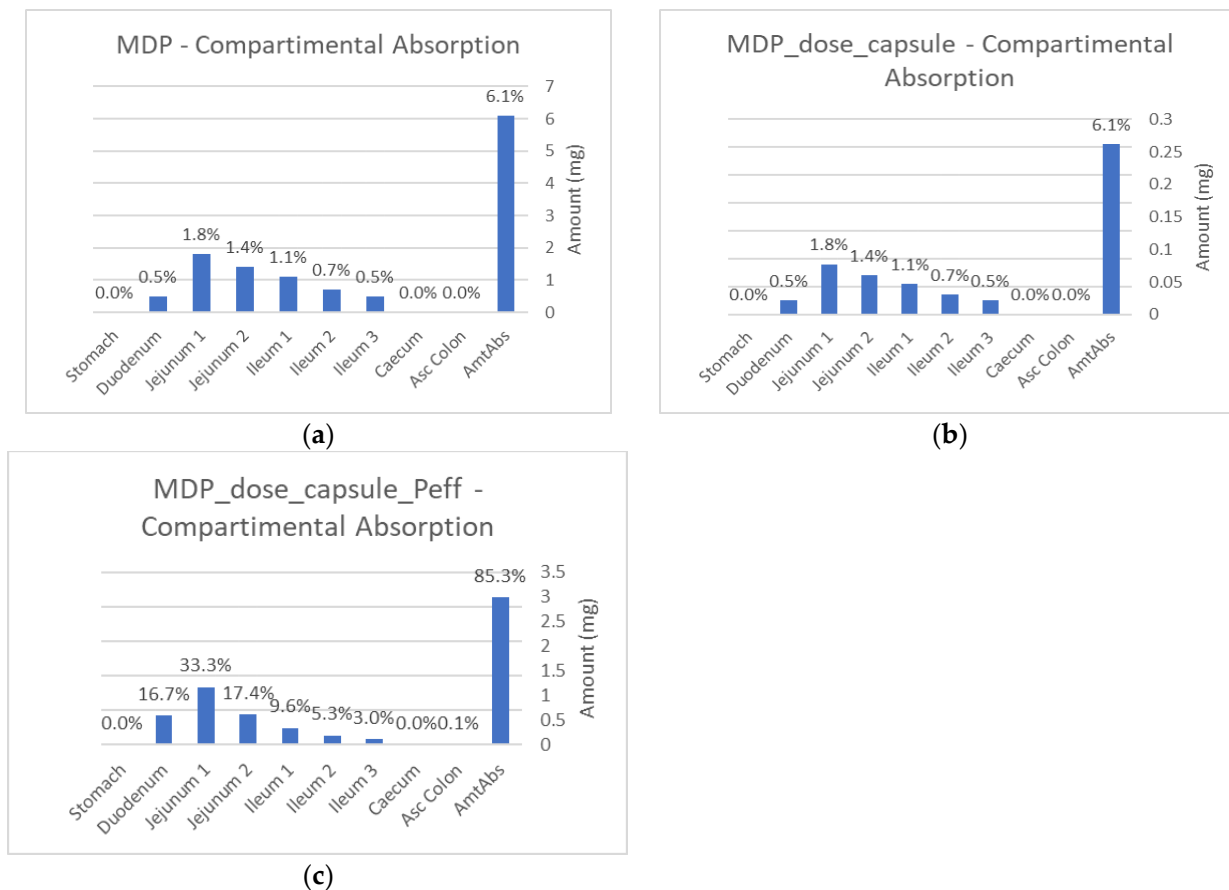 MDP - Compartimental Absorption
7
6
5
4
3
2
1
0
Amount (mg)
0.0%
0.5%
1.8%
1.4%
1.1%
0.7%
0.5%
0.0%
0.0%
6.1%
Stomach
Duodenum
Jejunum 1
Jejunum 2
Ileum 1
Ileum 2
Ileum 3
Caecum
Asc Colon
AmtAbs
(a)
MDP_dose_capsule - Compartimental
Absorption
0.3
0.25
0.2
0.15
0.1
0.05
0
Amount (mg)
0.0%
0.5%
1.8%
1.4%
1.1%
0.7%
0.5%
0.0%
0.0%
6.1%
Stomach
Duodenum
Jejunum 1
Jejunum 2
Ileum 1
Ileum 2
Ileum 3
Caecum
Asc Colon
AmtAbs
(b)
MDP_dose_capsule_Peff -
Compartimental Absorption
3.5
3
2.5
2
1.5
1
0.5
0
Amount (mg)
0.0%
16.7%
33.3%
17.4%
9.6%
5.3%
3.0%
0.0%
0.1%
85.3%
Stomach
Duodenum
Jejunum 1
Jejunum 2
Ileum 1
Ileum 2
Ileum 3
Caecum
Asc Colon
AmtAbs
(c)